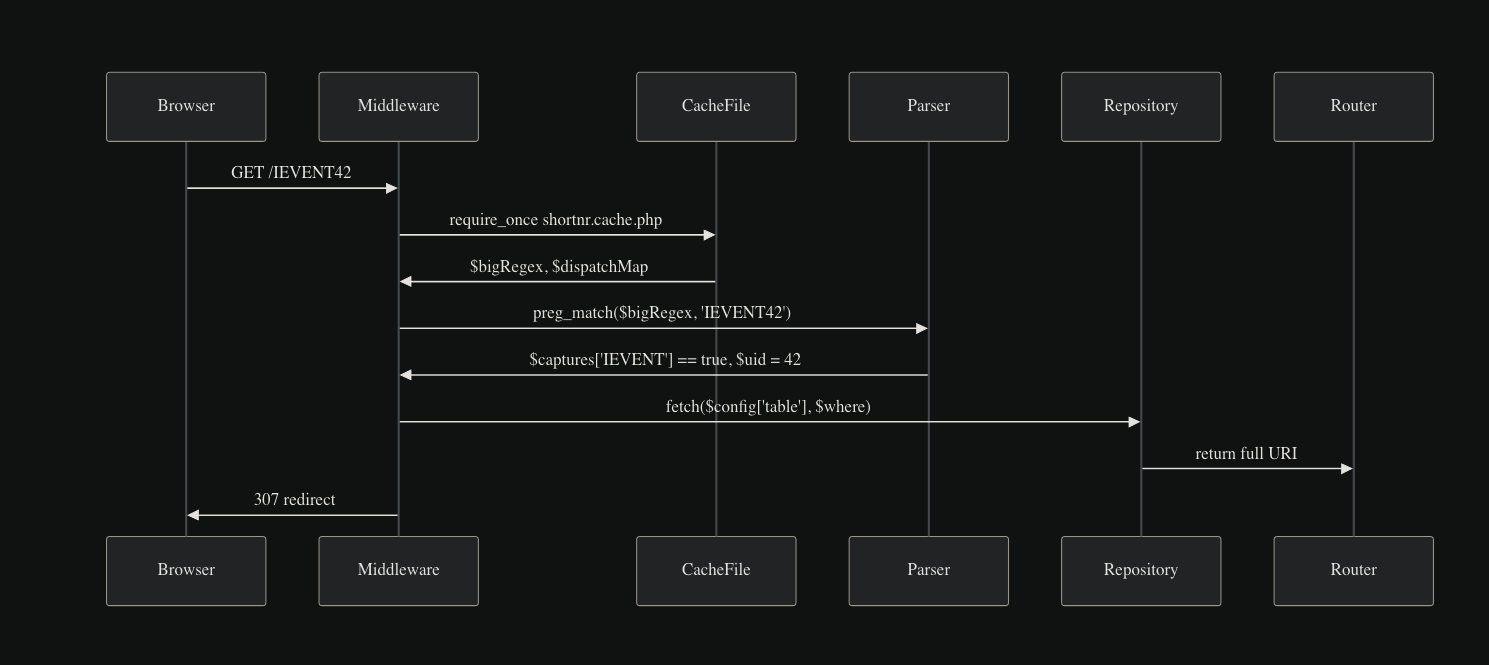 Browser
Middleware
CacheFile
Parser
Repository
Router
GET /IEVENT42
require_once shortnr.cache.php
$bigRegex, $dispatchMap
preg_match($bigRegex, 'IEVENT42')
$captures['IEVENT'] == true, $uid = 42
fetch($config['table'], $where)
return full URI
307 redirect
Browser
Middleware
CacheFile
Parser
Repository
Router